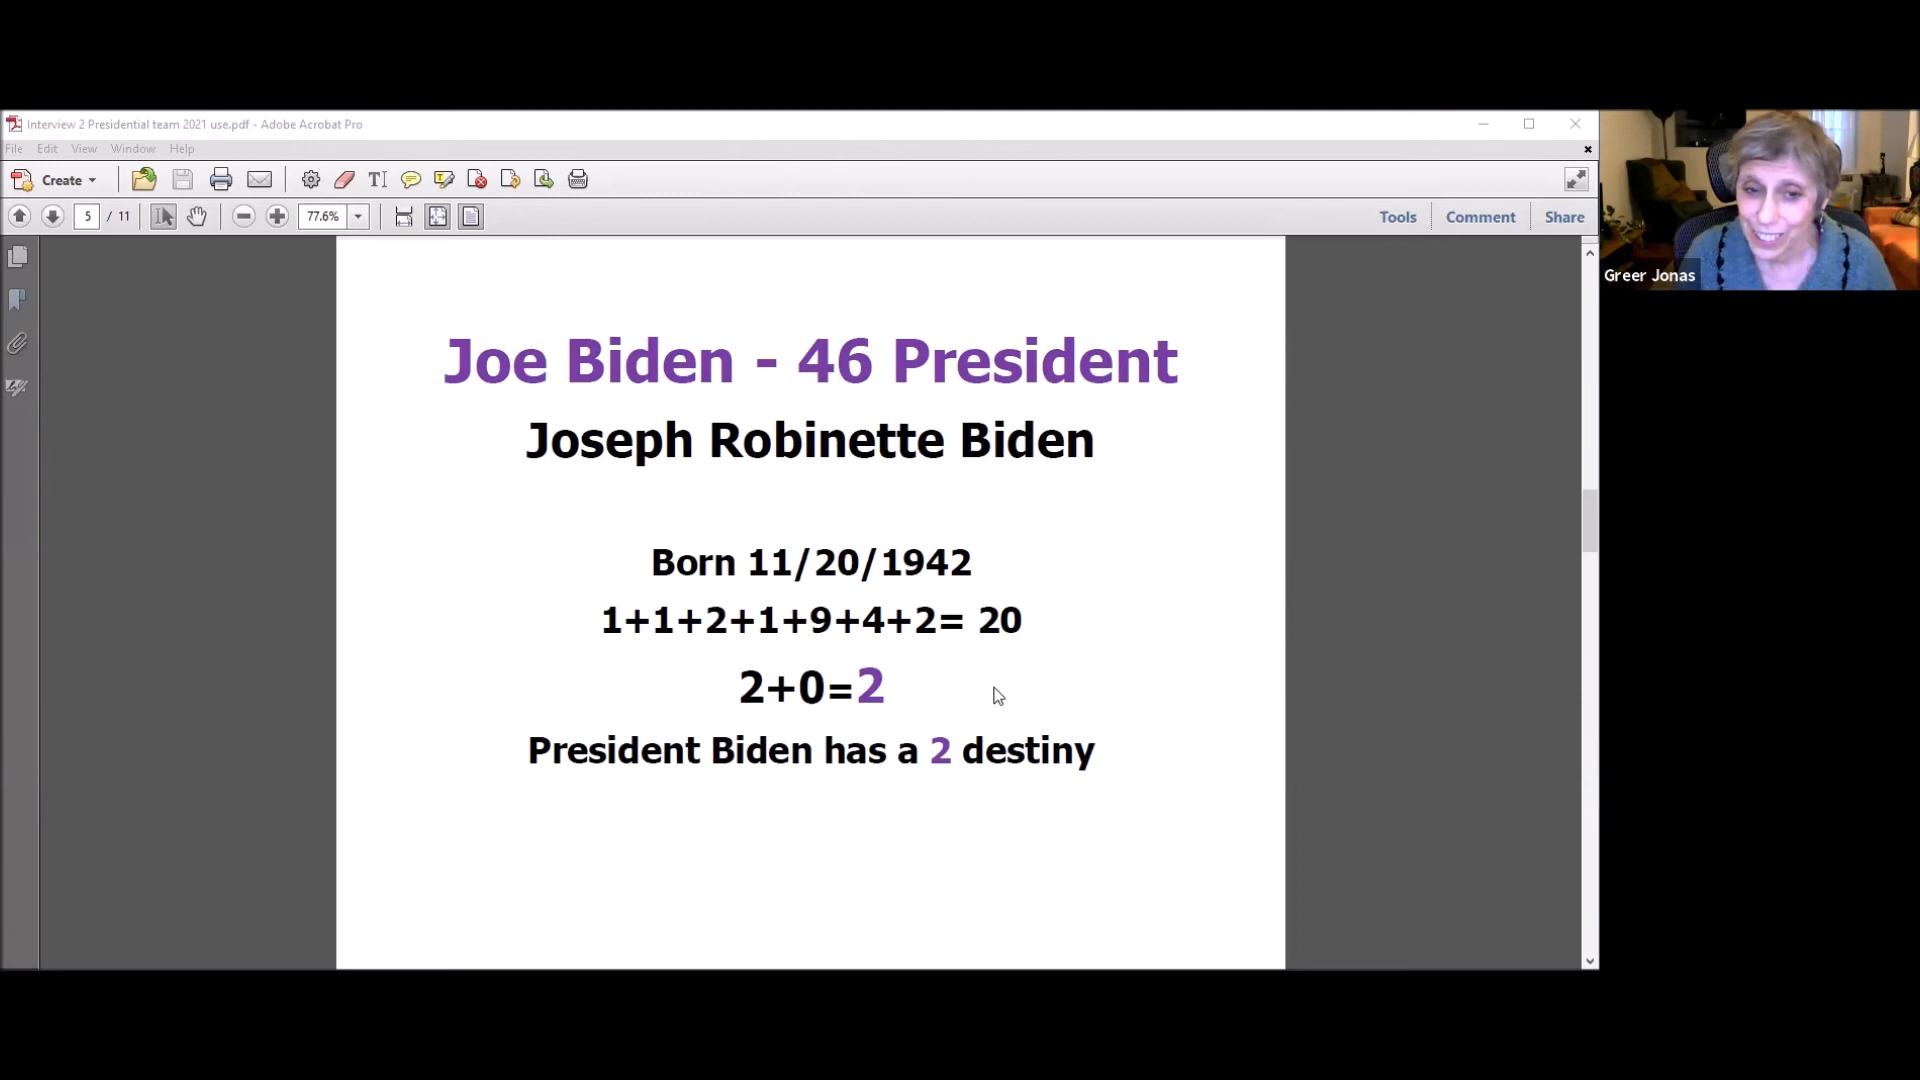 Interview 2 Presidential team 2021 use.pdf - Adobe Acrobat Pro
File Edit View Window Help
Create
5 / 11 77.6% Tools Comment Share
Greer Jonas
Joe Biden - 46 President
Joseph Robinette Biden
Born 11/20/1942
1+1+2+1+9+4+2= 20
2+0=2
President Biden has a 2 destiny